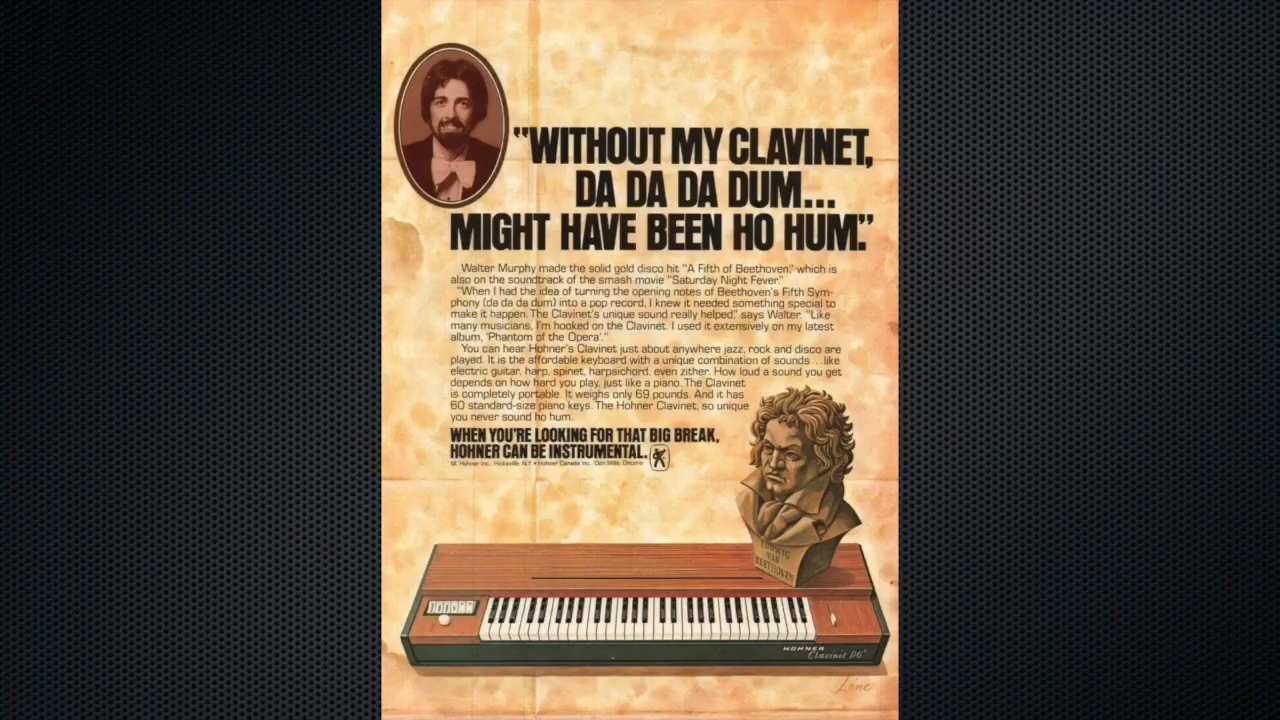 "WITHOUT MY CLAVINET,
DA DA DA DUM...
MIGHT HAVE BEEN HO HUM."
Walter Murphy made the solid gold disco hit "A Fifth of Beethoven," which is
also on the soundtrack of the smash movie "Saturday Night Fever."
"When I had the idea of turning the opening notes of Beethoven's Fifth Sym-
phony (da da da dum) into a pop record, I knew it needed something special to
make it happen. The Clavinet's unique sound really helped," says Walter. "Like
many musicians, I'm hooked on the Clavinet. I used it extensively on my latest
album, 'Phantom of the Opera'."
You can hear Hohner's Clavinet just about anywhere jazz, rock and disco are
played. It is the affordable keyboard with a unique combination of sounds...like
electric guitar, harp, spinet, harpsichord, even zither. How loud a sound you get
depends on how hard you play, just like a piano. The Clavinet
is completely portable. It weighs only 69 pounds. And it has
60 standard-size piano keys. The Hohner Clavinet, so unique
you never sound ho hum.
WHEN YOU'RE LOOKING FOR THAT BIG BREAK,
HOHNER CAN BE INSTRUMENTAL.
M. Hohner Inc., Hicksville, N.Y. • Hohner Canada Inc., Don Mills, Ontario
LUDWIG
VAN
BEETHOVEN
HOHNER
Clavinet D6